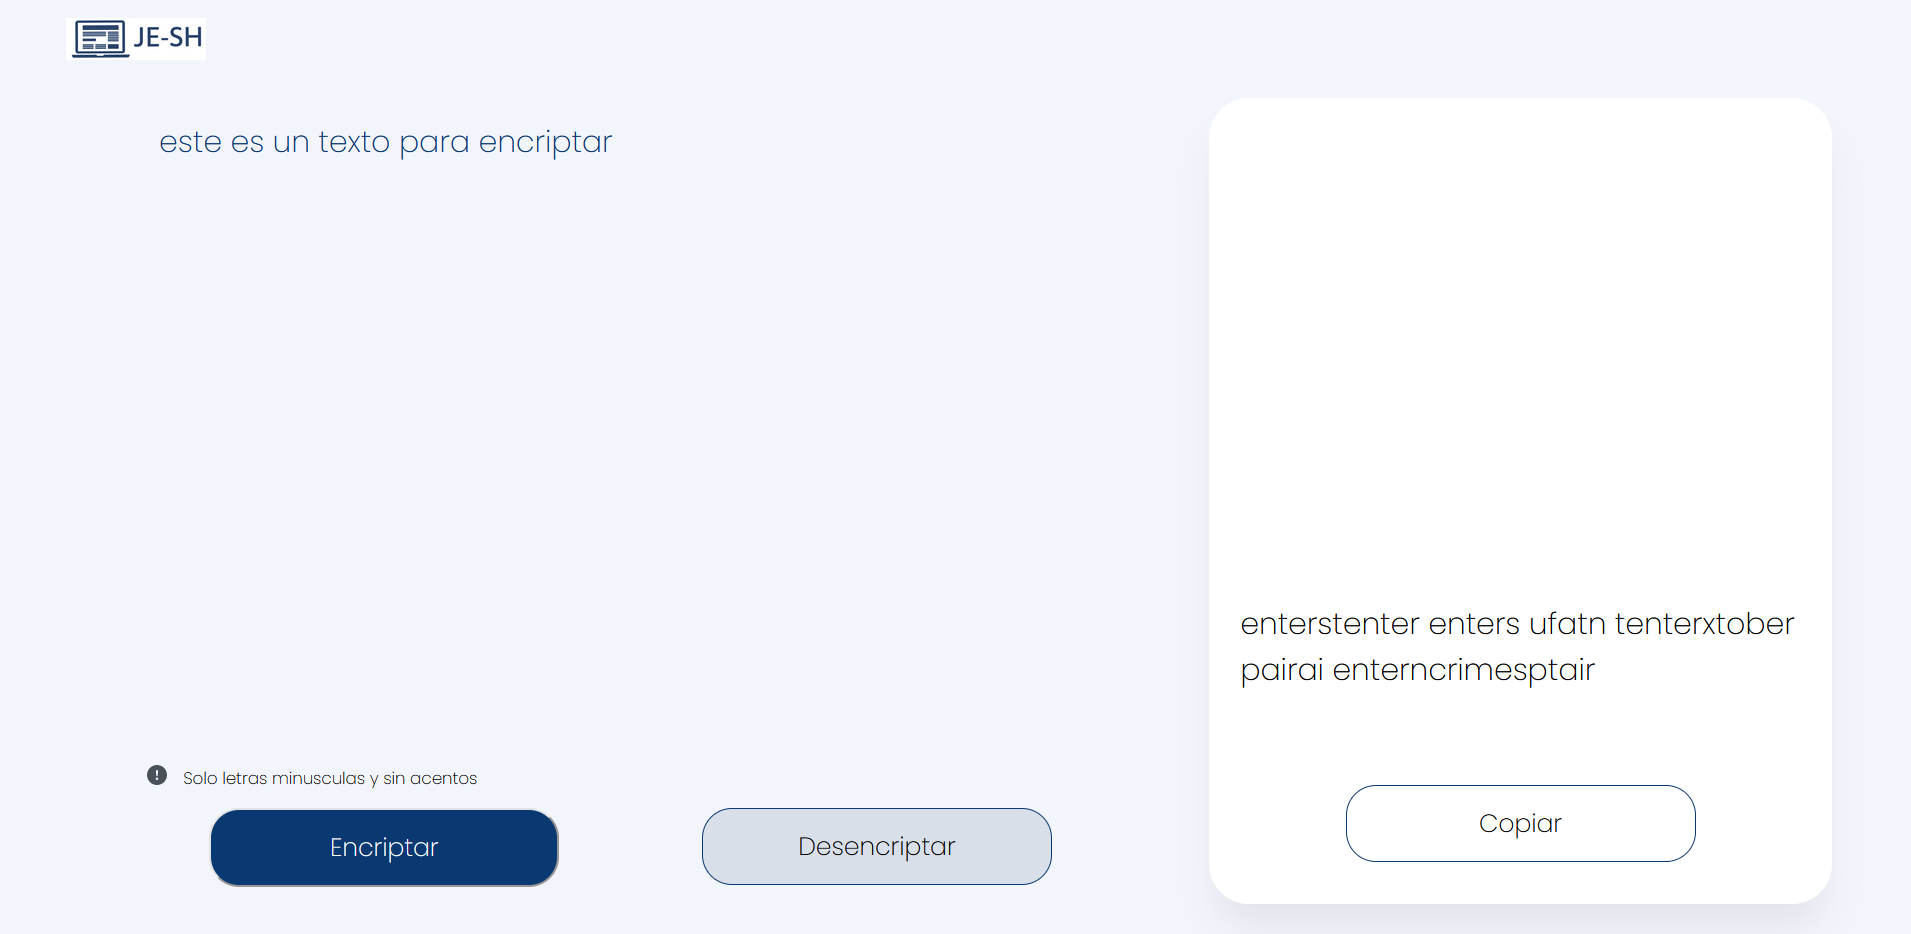 JE-SH
este es un texto para encriptar
enterstenter enters ufatn tenterxtober
pairai enterncrimesptair
Solo letras minusculas y sin acentos
Encriptar
Desencriptar
Copiar